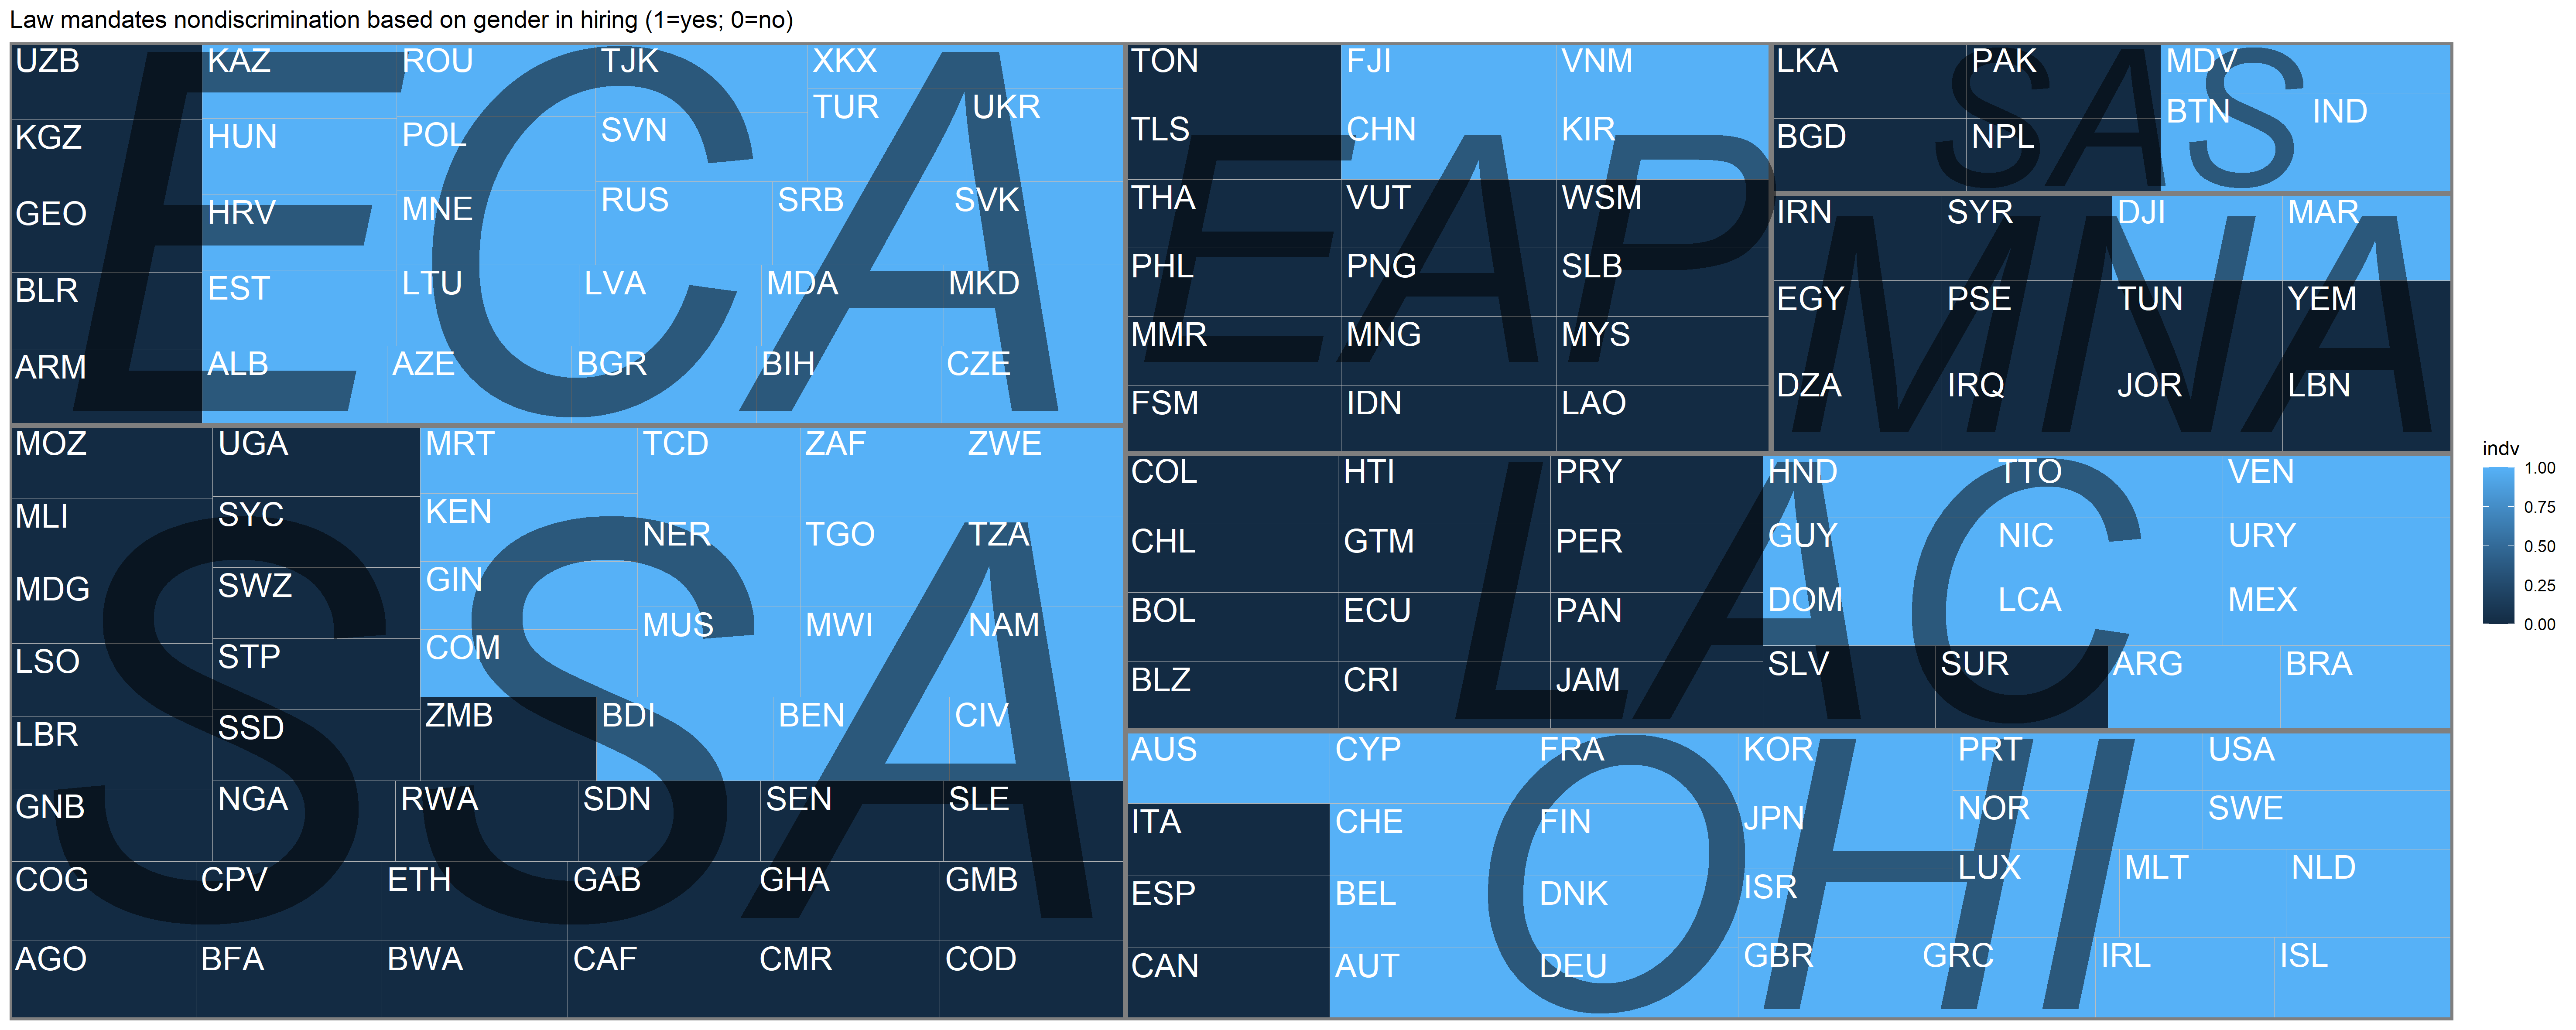 Law mandates nondiscrimination based on gender in hiring (1=yes; 0=no)
UZB KAZ ROU TJK XKX
TUR UKR
KGZ HUN POL SVN
GEO HRV MNE RUS SRB SVK
BLR EST LTU LVA MDA MKD
ARM ALB AZE BGR BIH CZE
ECA
TON FJI VNM
TLS CHN KIR
THA VUT WSM
PHL PNG SLB
MMR MNG MYS
FSM IDN LAO
EAP
LKA PAK MDV
BGD NPL BTN IND
SAS
IRN SYR DJI MAR
EGY PSE TUN YEM
DZA IRQ JOR LBN
MNA
MOZ UGA MRT TCD ZAF ZWE
MLI SYC KEN NER TGO TZA
MDG SWZ GIN
LSO STP COM MUS MWI NAM
LBR SSD ZMB BDI BEN CIV
GNB NGA RWA SDN SEN SLE
COG CPV ETH GAB GHA GMB
AGO BFA BWA CAF CMR COD
SSA
COL HTI PRY HND TTO VEN
CHL GTM PER GUY NIC URY
BOL ECU PAN DOM LCA MEX
BLZ CRI JAM SLV SUR ARG BRA
LAC
AUS CYP FRA KOR PRT USA
ITA CHE FIN JPN NOR SWE
ESP BEL DNK ISR LUX MLT NLD
CAN AUT DEU GBR GRC IRL ISL
OHI
indv
1.00
0.75
0.50
0.25
0.00